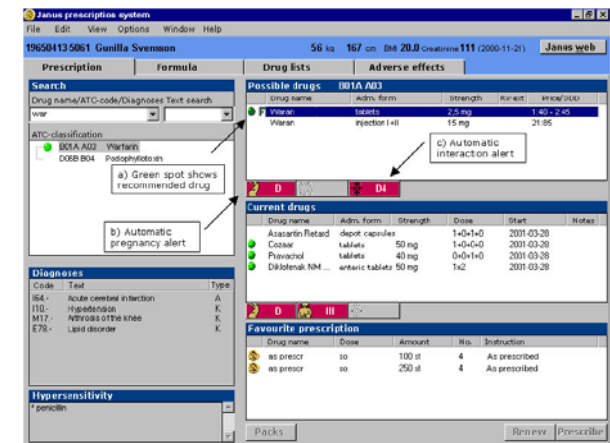 Janus prescription system
File Edit View Options Window Help
19650413 5061 Gunilla Svensson 56 kg 167 cm BMI 20.0 Creatinine 111 (2000-11-21) Janus web
Prescription Formula Drug lists Adverse effects
Search
Drug name/ATC-code/Diagnoses Text search
war
ATC-classification
B01A A03 Warfarin
D06B B04 Podophyllotoxin
a) Green spot shows recommended drug
b) Automatic pregnancy alert
Possible drugs B01A A03
Drug name Adm. form Strength Rx-ext Price/DDD
F Waran tablets 2,5 mg 1:40 - 2:45
Waran injection I+II 15 mg 21:85
c) Automatic interaction alert
D D4
Current drugs
Drug name Adm. form Strength Dose Start Notes
Asasantin Retard depot capsules 1+0+1+0 2001-03-28
Cozaar tablets 50 mg 1+0+0+0 2001-03-28
Pravachol tablets 40 mg 0+0+1+0 2001-03-28
Diklofenak NM ... enteric tablets 50 mg 1x2 2001-03-28
D III
Diagnoses
Code Text Type
I64.- Acute cerebral infarction A
I10.- Hypertension K
M17.- Arthrosis of the knee K
E78.- Lipid disorder K
Favourite prescription
Drug name Dose Amount No. Instruction
as prescr so 100 st 4 As prescribed
as prescr so 250 st 4 As prescribed
Hypersensitivity
* penicillin
Packs Renew Prescribe